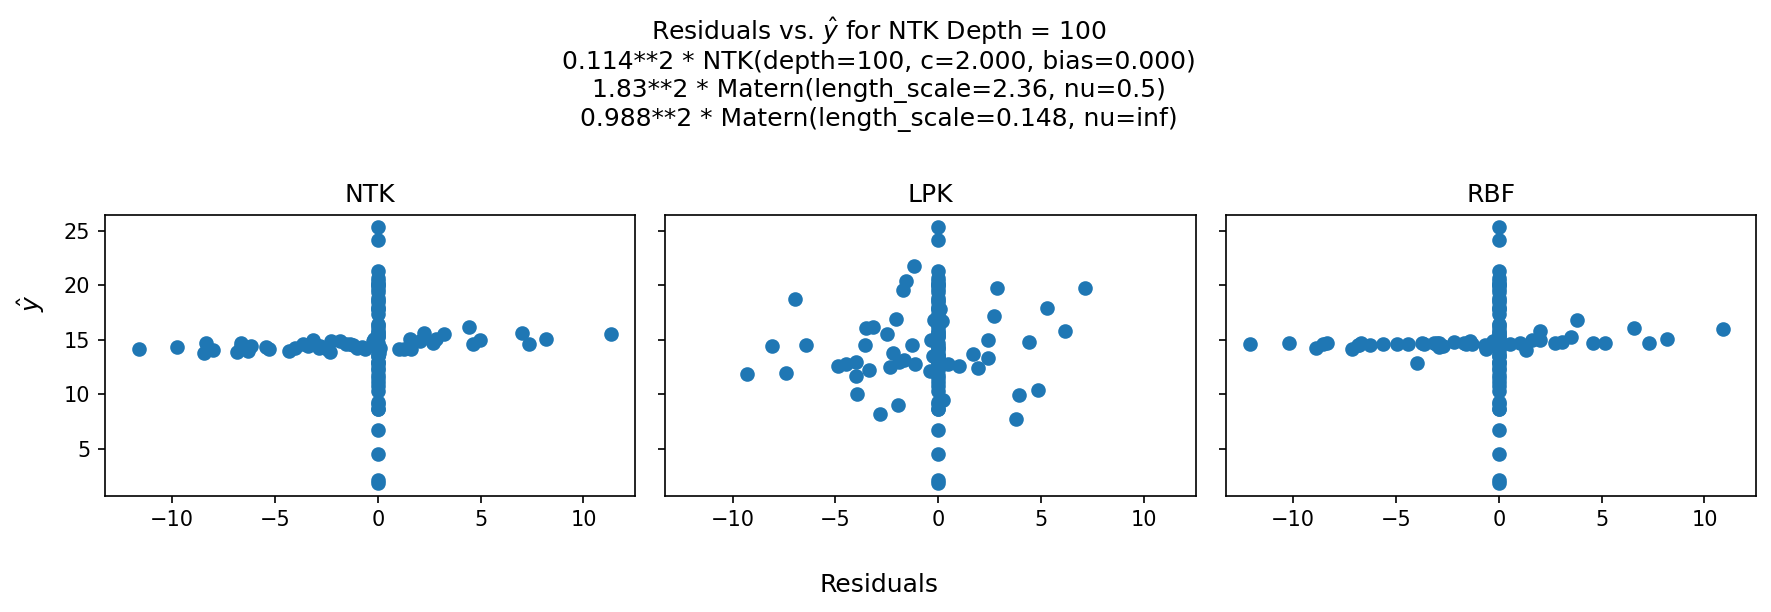 Residuals vs. ŷ for NTK Depth = 100
0.114**2 * NTK(depth=100, c=2.000, bias=0.000)
1.83**2 * Matern(length_scale=2.36, nu=0.5)
0.988**2 * Matern(length_scale=0.148, nu=inf)
NTK
LPK
RBF
ŷ
25
20
15
10
5
−10 −5 0 5 10
−10 −5 0 5 10
−10 −5 0 5 10
Residuals